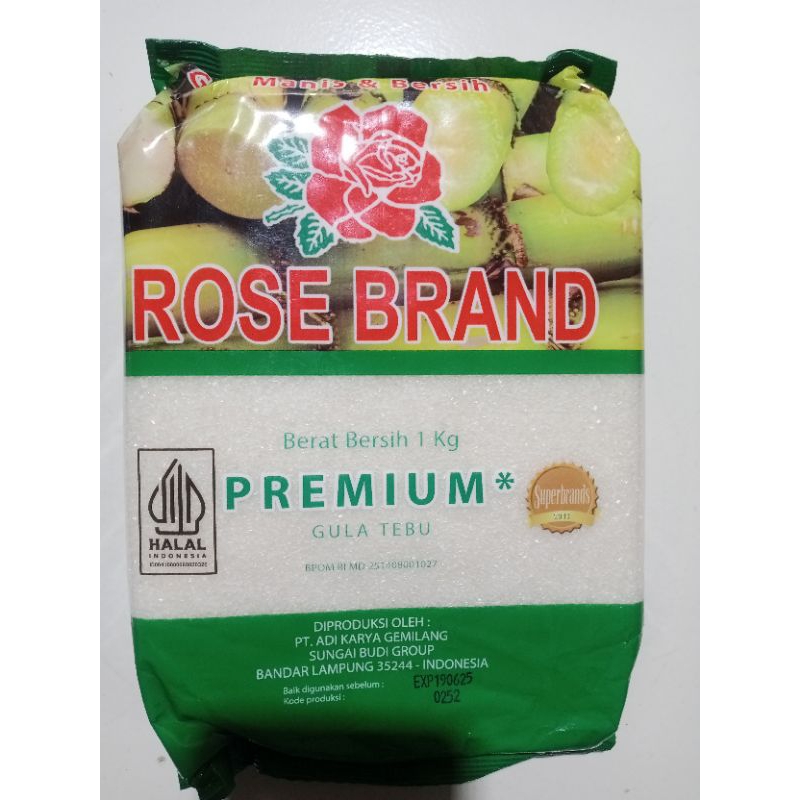 Manis & Bersih
ROSE BRAND
Berat Bersih 1 Kg
PREMIUM*
GULA TEBU
Superbrands
HALAL
INDONESIA
BPOM RI MD 251408001027
DIPRODUKSI OLEH :
PT. ADI KARYA GEMILANG
SUNGAI BUDI GROUP
BANDAR LAMPUNG 35244 - INDONESIA
Baik digunakan sebelum : EXP190625
Kode produksi : 0252